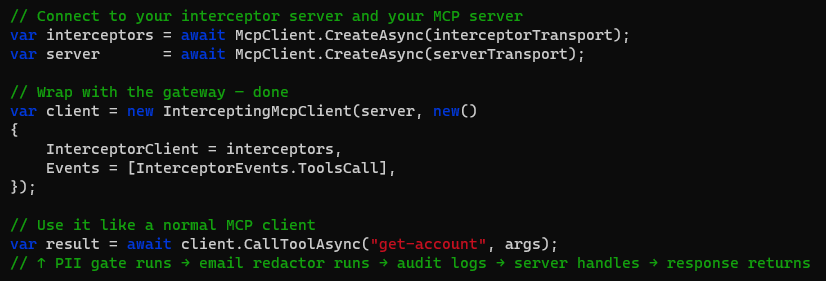 // Connect to your interceptor server and your MCP server
var interceptors = await McpClient.CreateAsync(interceptorTransport);
var server       = await McpClient.CreateAsync(serverTransport);

// Wrap with the gateway — done
var client = new InterceptingMcpClient(server, new()
{
    InterceptorClient = interceptors,
    Events = [InterceptorEvents.ToolsCall],
});

// Use it like a normal MCP client
var result = await client.CallToolAsync("get-account", args);
// ↑ PII gate runs → email redactor runs → audit logs → server handles → response returns